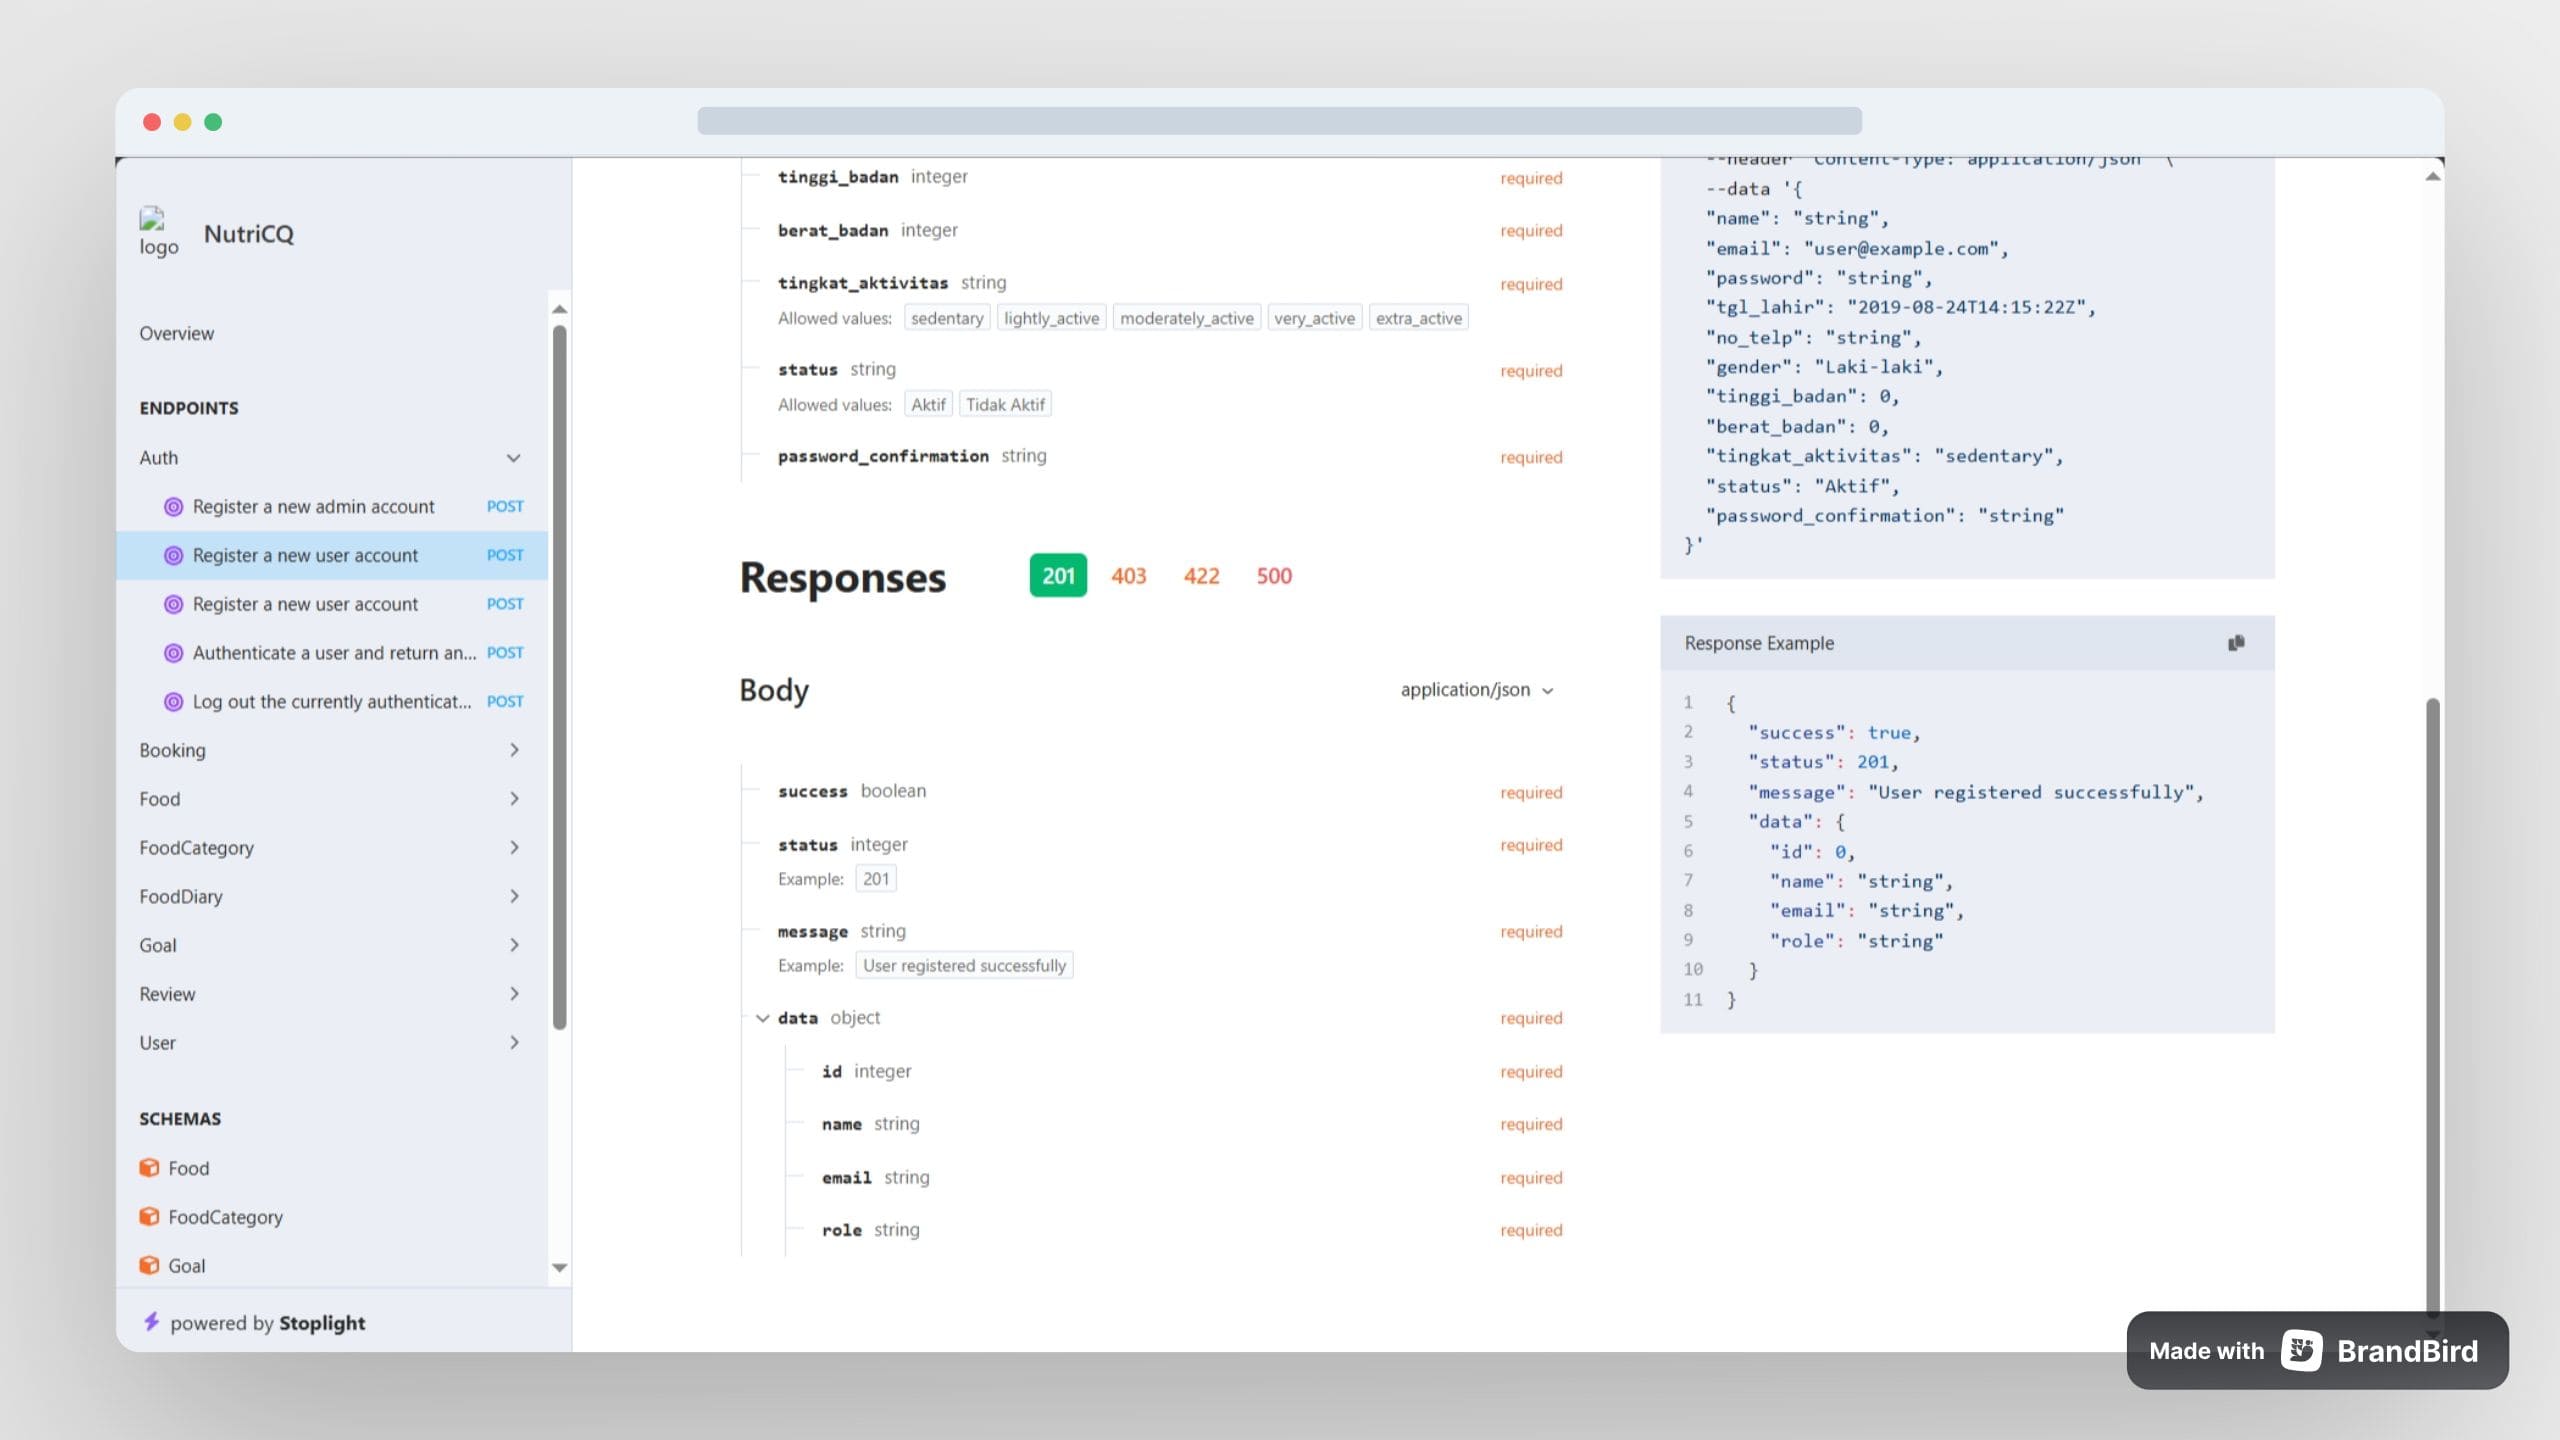 logo
NutriCQ
Overview
ENDPOINTS
Auth
Register a new admin account POST
Register a new user account POST
Register a new user account POST
Authenticate a user and return an... POST
Log out the currently authenticat... POST
Booking
Food
FoodCategory
FoodDiary
Goal
Review
User
SCHEMAS
Food
FoodCategory
Goal
powered by Stoplight
tinggi_badan integer required
berat_badan integer required
tingkat_aktivitas string required
Allowed values: sedentary lightly_active moderately_active very_active extra_active
status string required
Allowed values: Aktif Tidak Aktif
password_confirmation string required
Responses 201 403 422 500
Body application/json
success boolean required
status integer required
Example: 201
message string required
Example: User registered successfully
data object required
id integer required
name string required
email string required
role string required
--header 'Content-Type: application/json' \
--data '{
"name": "string",
"email": "user@example.com",
"password": "string",
"tgl_lahir": "2019-08-24T14:15:22Z",
"no_telp": "string",
"gender": "Laki-laki",
"tinggi_badan": 0,
"berat_badan": 0,
"tingkat_aktivitas": "sedentary",
"status": "Aktif",
"password_confirmation": "string"
}'
Response Example
1 {
2 "success": true,
3 "status": 201,
4 "message": "User registered successfully",
5 "data": {
6 "id": 0,
7 "name": "string",
8 "email": "string",
9 "role": "string"
10 }
11 }
Made with BrandBird